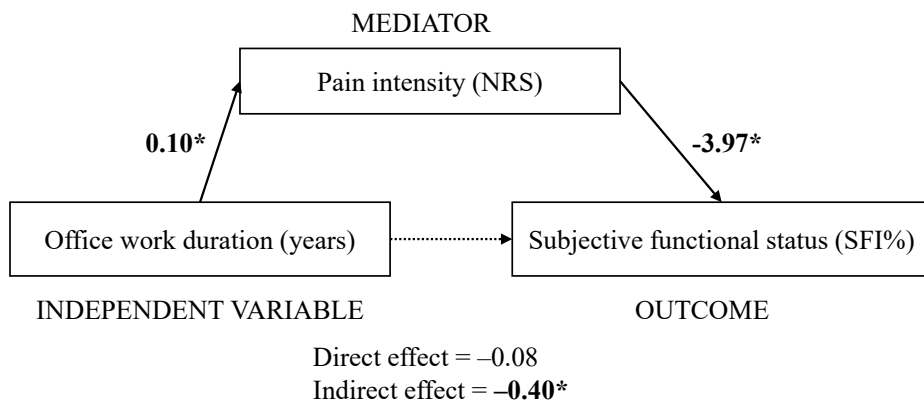 MEDIATOR
Pain intensity (NRS)
0.10*
-3.97*
Office work duration (years)
Subjective functional status (SFI%)
INDEPENDENT VARIABLE
OUTCOME
Direct effect = –0.08
Indirect effect = –0.40*